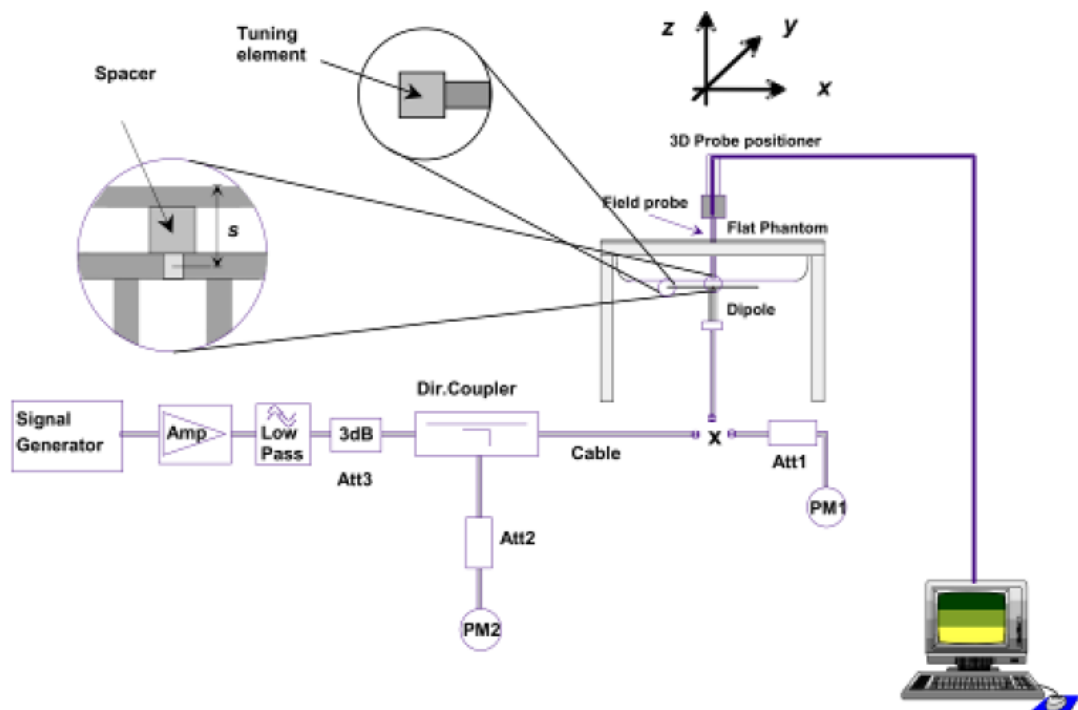 Tuning
element
Spacer
s
z
y
x
3D Probe positioner
Field probe
Flat Phantom
Dipole
Dir.Coupler
Signal
Generator
Amp
Low
Pass
3dB
Att3
Cable
x
Att1
PM1
Att2
PM2